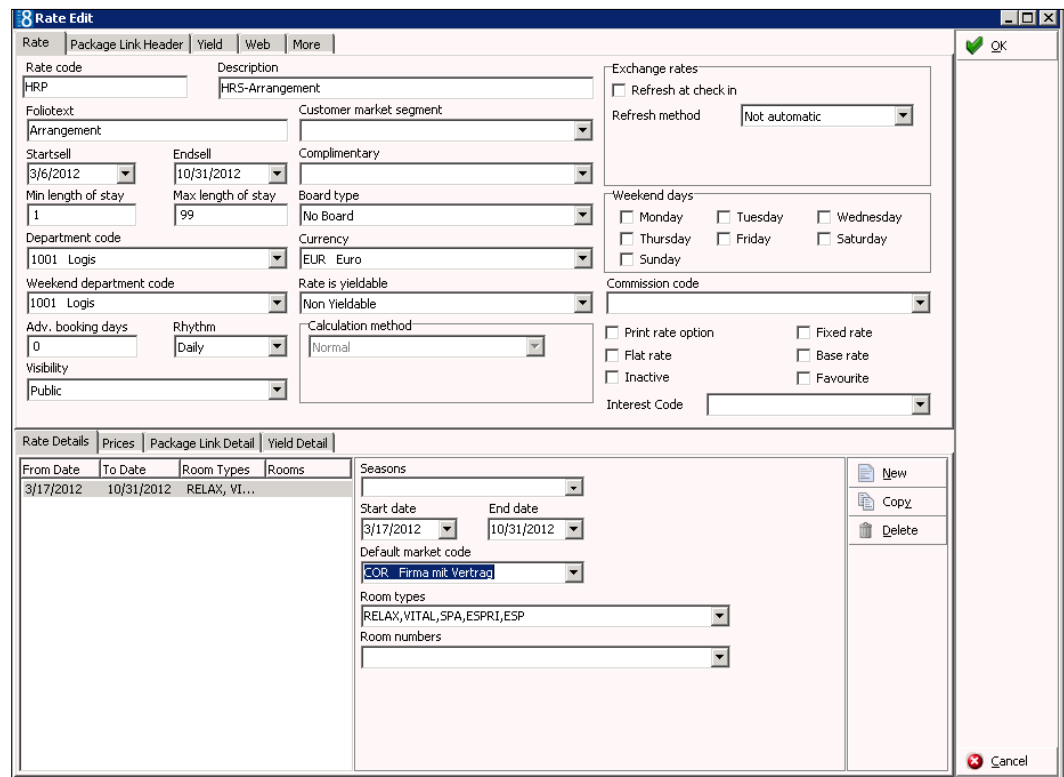 8 Rate Edit
Rate Package Link Header Yield Web More
OK
Rate code Description
HRP HRS-Arrangement
Foliotext Customer market segment
Arrangement
Startsell Endsell Complimentary
3/6/2012 10/31/2012
Min length of stay Max length of stay Board type
1 99 No Board
Department code Currency
1001 Logis EUR Euro
Weekend department code Rate is yieldable
1001 Logis Non Yieldable
Adv. booking days Rhythm Calculation method
0 Daily Normal
Visibility
Public
Exchange rates
Refresh at check in
Refresh method Not automatic
Weekend days
Monday Tuesday Wednesday
Thursday Friday Saturday
Sunday
Commission code
Print rate option Fixed rate
Flat rate Base rate
Inactive Favourite
Interest Code
Rate Details Prices Package Link Detail Yield Detail
From Date To Date Room Types Rooms
3/17/2012 10/31/2012 RELAX, VI...
Seasons
Start date End date
3/17/2012 10/31/2012
Default market code
COR Firma mit Vertrag
Room types
RELAX,VITAL,SPA,ESPRI,ESP
Room numbers
New
Copy
Delete
Cancel